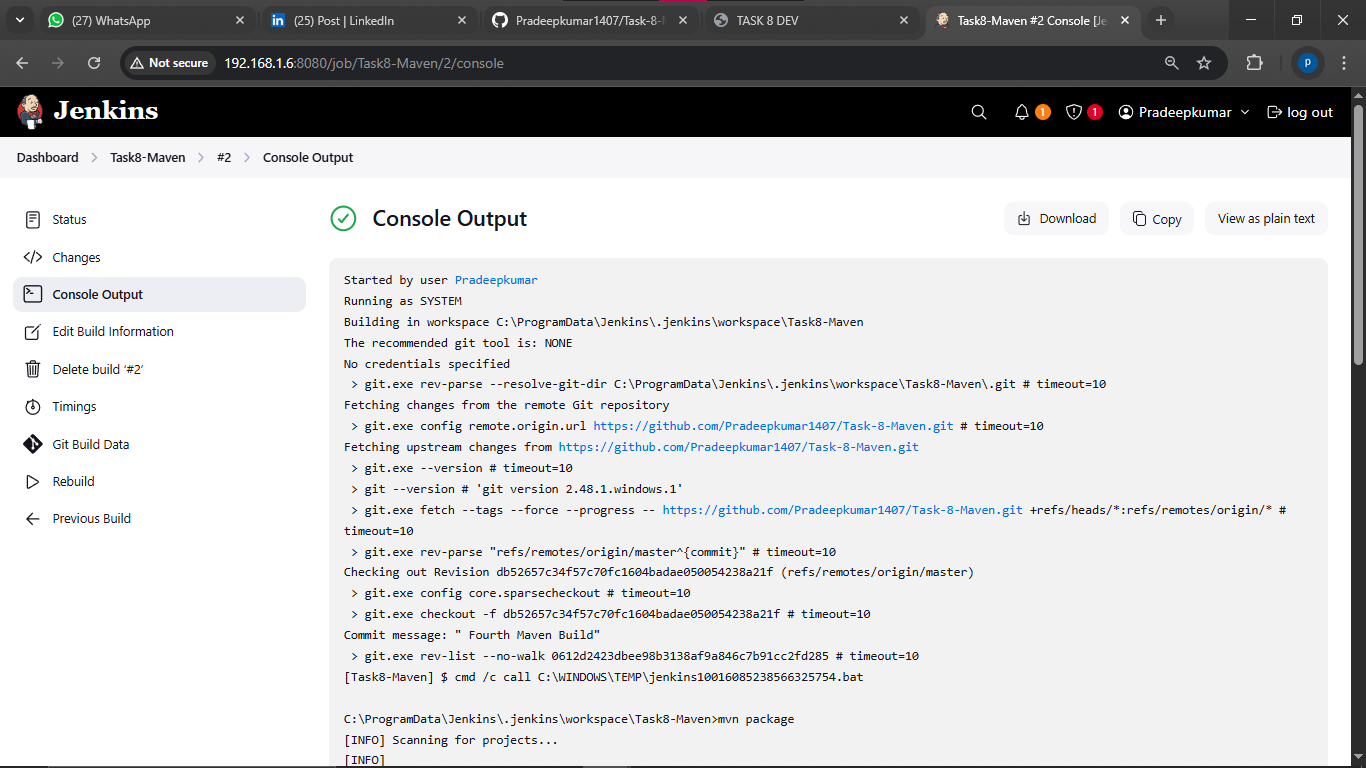 (27) WhatsApp
(25) Post | LinkedIn
Pradeepkumar1407/Task-8-
TASK 8 DEV
Task8-Maven #2 Console [Je
Not secure
192.168.1.6:8080/job/Task8-Maven/2/console
p
Jenkins
1
1
Pradeepkumar
log out
Dashboard
Task8-Maven
#2
Console Output
Status
Changes
Console Output
Edit Build Information
Delete build ‘#2’
Timings
Git Build Data
Rebuild
Previous Build
Console Output
Download
Copy
View as plain text
Started by user Pradeepkumar
Running as SYSTEM
Building in workspace C:\ProgramData\Jenkins\.jenkins\workspace\Task8-Maven
The recommended git tool is: NONE
No credentials specified
> git.exe rev-parse --resolve-git-dir C:\ProgramData\Jenkins\.jenkins\workspace\Task8-Maven\.git # timeout=10
Fetching changes from the remote Git repository
> git.exe config remote.origin.url https://github.com/Pradeepkumar1407/Task-8-Maven.git # timeout=10
Fetching upstream changes from https://github.com/Pradeepkumar1407/Task-8-Maven.git
> git.exe --version # timeout=10
> git --version # 'git version 2.48.1.windows.1'
> git.exe fetch --tags --force --progress -- https://github.com/Pradeepkumar1407/Task-8-Maven.git +refs/heads/*:refs/remotes/origin/* #
timeout=10
> git.exe rev-parse "refs/remotes/origin/master^{commit}" # timeout=10
Checking out Revision db52657c34f57c70fc1604badae050054238a21f (refs/remotes/origin/master)
> git.exe config core.sparsecheckout # timeout=10
> git.exe checkout -f db52657c34f57c70fc1604badae050054238a21f # timeout=10
Commit message: " Fourth Maven Build"
> git.exe rev-list --no-walk 0612d2423dbee98b3138af9a846c7b91cc2fd285 # timeout=10
[Task8-Maven] $ cmd /c call C:\WINDOWS\TEMP\jenkins10016085238566325754.bat
C:\ProgramData\Jenkins\.jenkins\workspace\Task8-Maven>mvn package
[INFO] Scanning for projects...
[INFO]